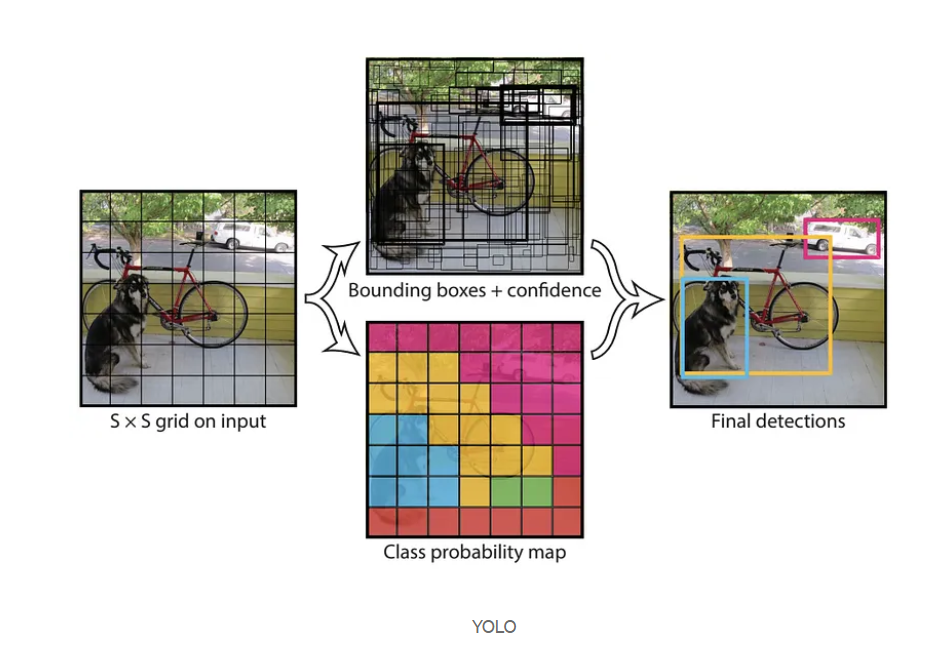 Bounding boxes + confidence
S × S grid on input
Final detections
Class probability map
YOLO